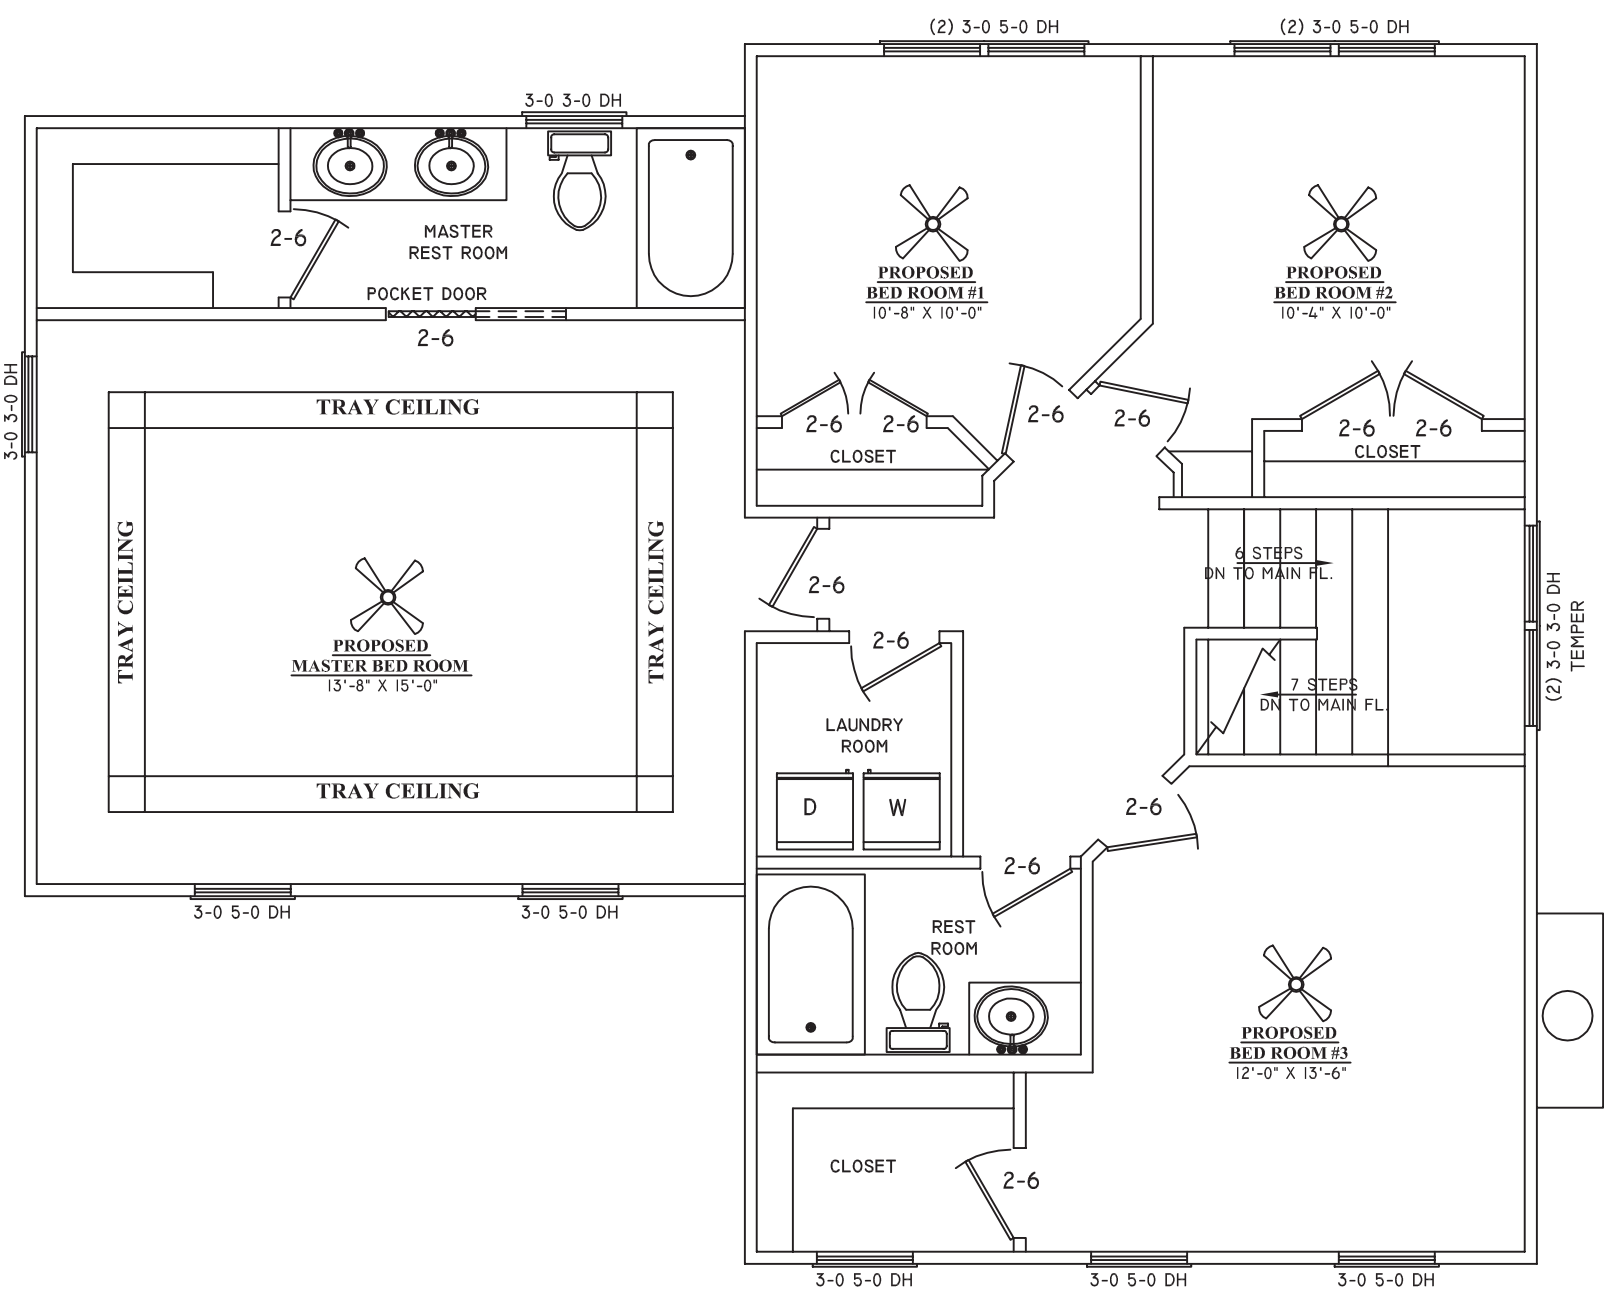 (2) 3-0 5-0 DH
(2) 3-0 5-0 DH
3-0 3-0 DH
2-6
MASTER
REST ROOM
POCKET DOOR
2-6
PROPOSED
BED ROOM #1
10'-8" X 10'-0"
PROPOSED
BED ROOM #2
10'-4" X 10'-0"
3-0 3-0 DH
TRAY CEILING
TRAY CEILING
TRAY CEILING
TRAY CEILING
PROPOSED
MASTER BED ROOM
13'-8" X 15'-0"
2-6
2-6
CLOSET
2-6
2-6
2-6
2-6
CLOSET
2-6
2-6
6 STEPS
DN TO MAIN FL.
7 STEPS
DN TO MAIN FL.
(2) 3-0 3-0 DH
TEMPER
LAUNDRY
ROOM
D
W
2-6
2-6
REST
ROOM
3-0 5-0 DH
3-0 5-0 DH
PROPOSED
BED ROOM #3
12'-0" X 13'-6"
CLOSET
2-6
3-0 5-0 DH
3-0 5-0 DH
3-0 5-0 DH